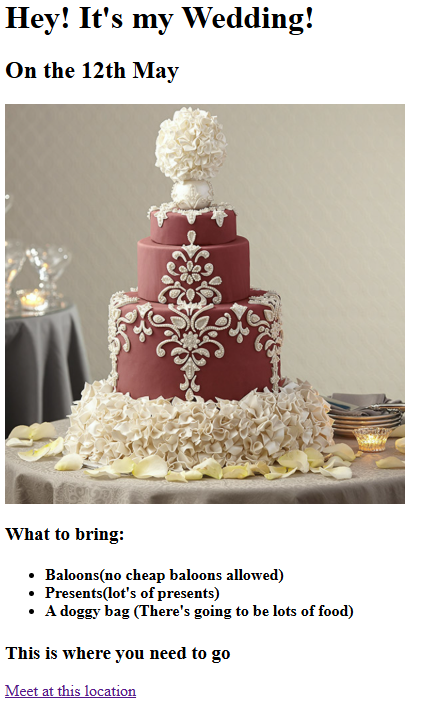 Hey! It's my Wedding!
On the 12th May
What to bring:
Baloons(no cheap baloons allowed)
Presents(lot's of presents)
A doggy bag (There's going to be lots of food)
This is where you need to go
Meet at this location